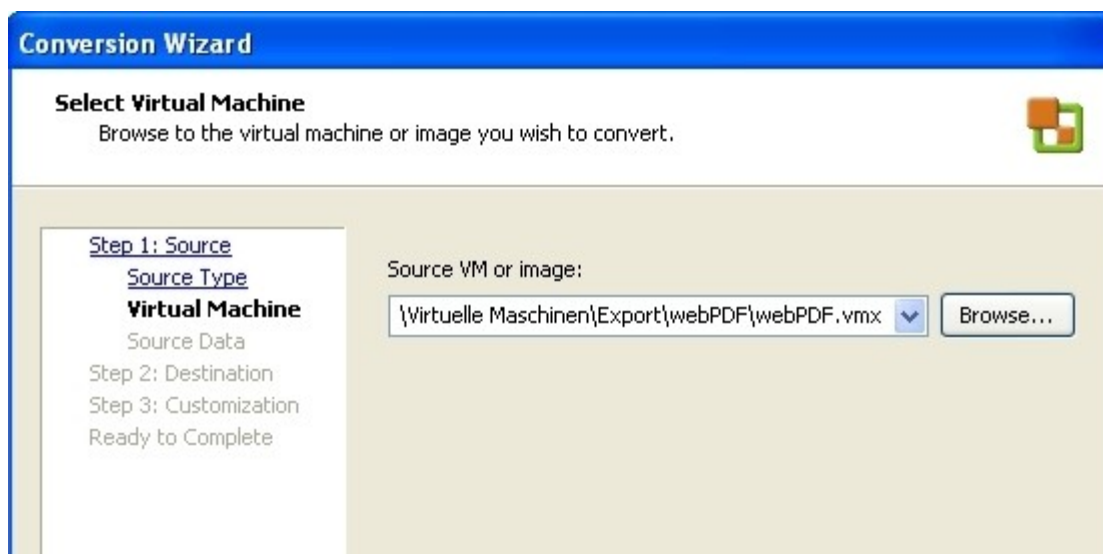 Conversion Wizard
Select Virtual Machine
Browse to the virtual machine or image you wish to convert.
Step 1: Source
Source Type
Virtual Machine
Source Data
Step 2: Destination
Step 3: Customization
Ready to Complete
Source VM or image:
\Virtuelle Maschinen\Export\webPDF\webPDF.vmx
Browse...